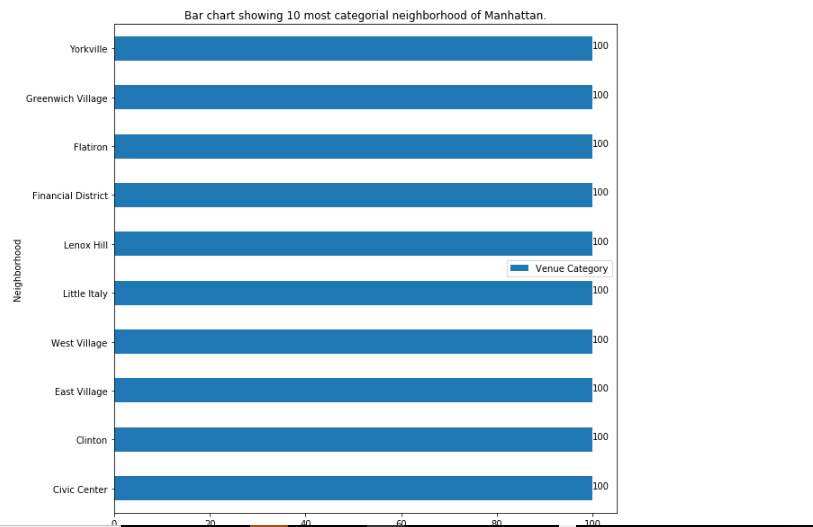 Bar chart showing 10 most categorial neighborhood of Manhattan.
Yorkville 100
Greenwich Village 100
Flatiron 100
Financial District 100
Lenox Hill 100
Neighborhood
Venue Category
Little Italy 100
West Village 100
East Village 100
Clinton 100
Civic Center 100
0 20 40 60 80 100